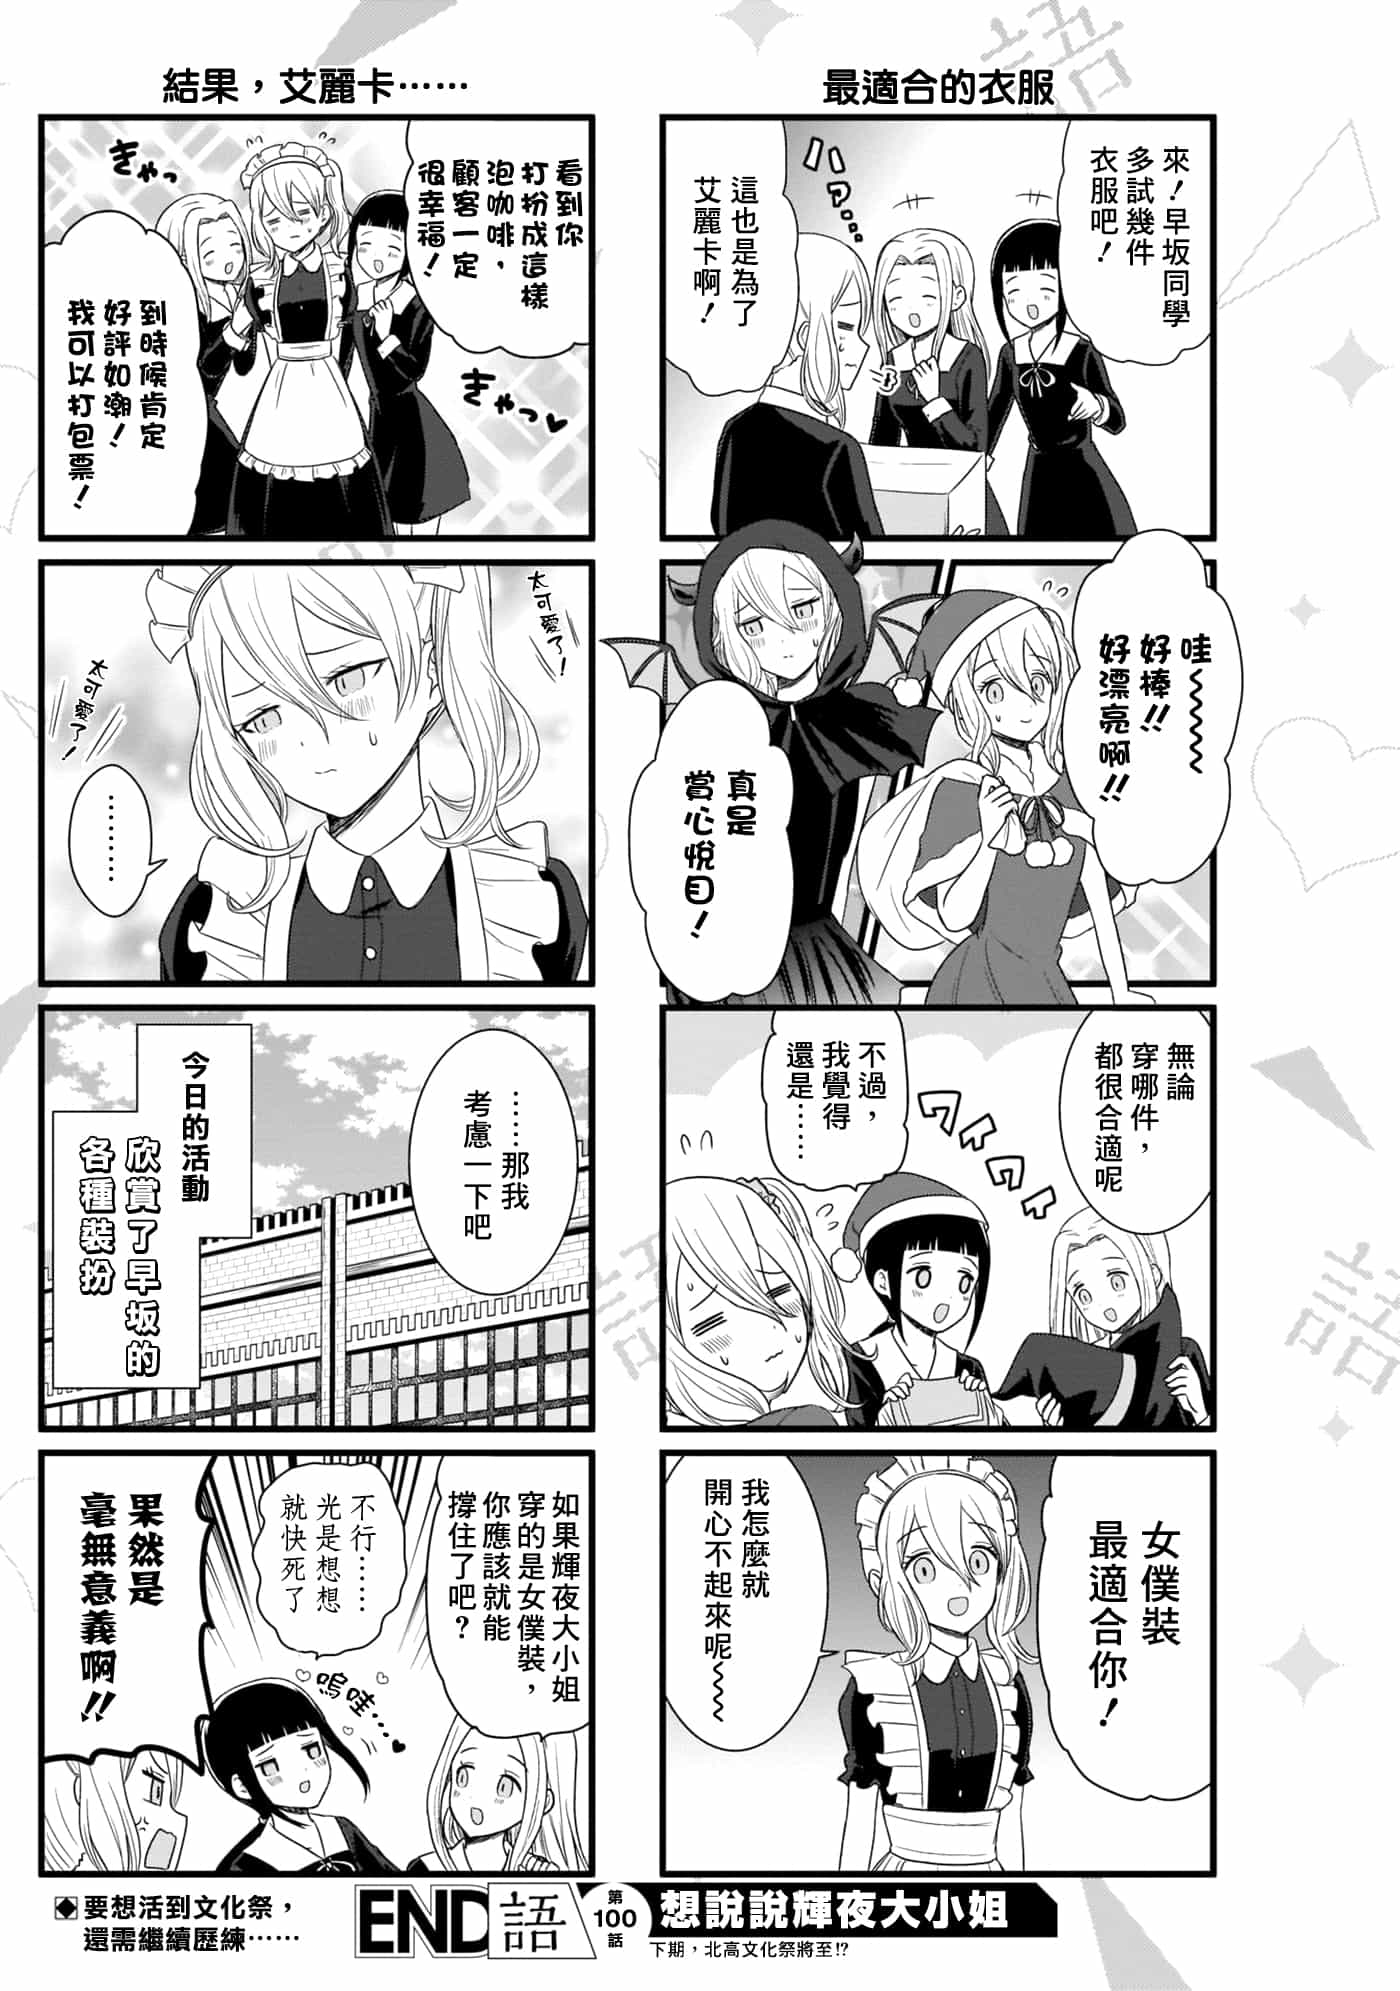 最適合的衣服
來!早坂同學
多試幾件
衣服吧!
這也是為了
艾麗卡啊!
ハァ…
哇~~~
好棒!!
好漂亮啊!!
真是
賞心悅目!
無論
穿哪件,
都很合適呢
不過,
我覺得
還是……
ワイ
ワイ
女僕裝
最適合你!
我怎麼就
開心不起來呢~~
結果,艾麗卡……
看到你
打扮成這樣
泡咖啡,
顧客一定
很幸福!
きゃっ
きゃっ♥
到時候肯定
好評如潮!
我可以打包票!
太可愛了!
太可愛了!
………
……那我
考慮一下吧
今日的活動
欣賞了早坂的
各種裝扮
如果輝夜大小姐
穿的是女僕裝,
你應該就能
撐住了吧?
不行……
光是想想
就快死了
嗚哇…♥
果然是
毫無意義啊!!
要想活到文化祭,
還需繼續歷練……
END
語
第
100
話
想說說輝夜大小姐
下期,北高文化祭將至!?
語
語
語